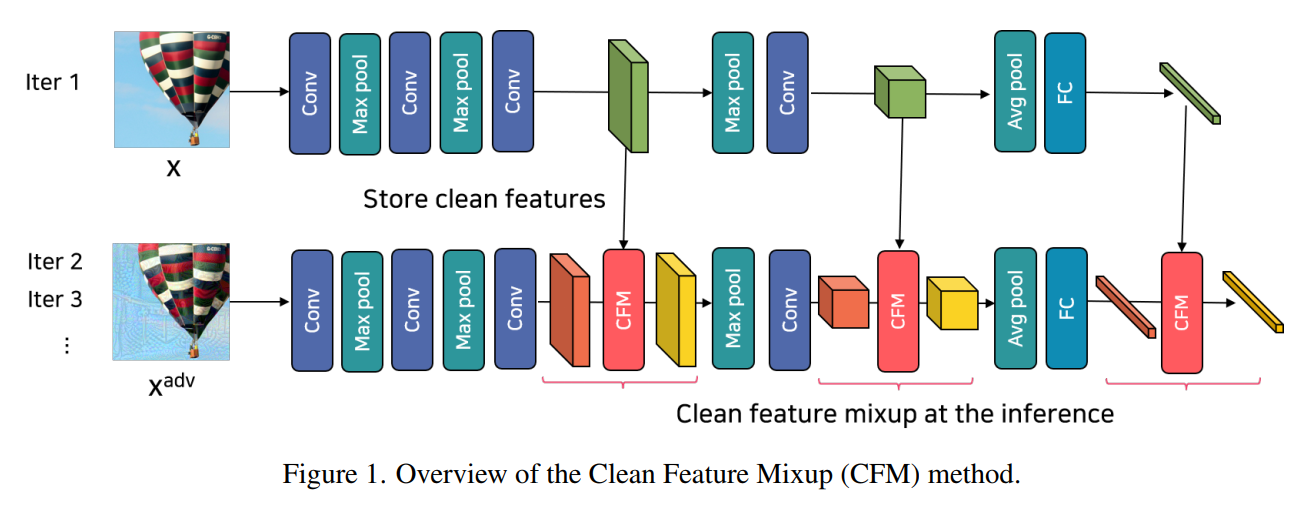 Iter 1
X
Conv
Max pool
Conv
Max pool
Conv
Max pool
Conv
Avg pool
FC
Store clean features
Iter 2
Iter 3
⋮
X^adv
Conv
Max pool
Conv
Max pool
Conv
CFM
Max pool
Conv
CFM
Avg pool
FC
CFM
Clean feature mixup at the inference
Figure 1. Overview of the Clean Feature Mixup (CFM) method.